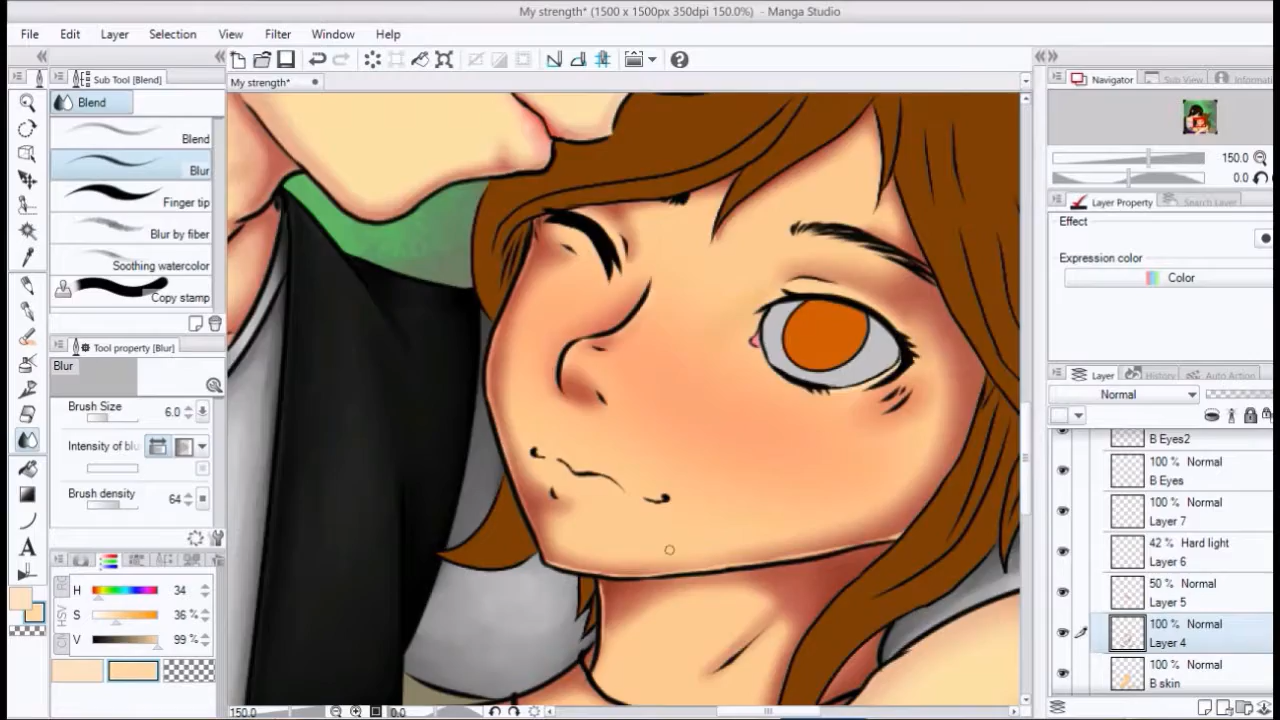 My strength* (1500 x 1500px 350dpi 150.0%) - Manga Studio
File Edit Layer Selection View Filter Window Help
Sub Tool [Blend]
Blend
Blend
Blur
Finger tip
Blur by fiber
Soothing watercolor
Copy stamp
Tool property [Blur]
Blur
Brush Size 6.0
Intensity of blu
Brush density 64
H 34
S 36 %
V 99 %
My strength*
150.0 0.0
Navigator Sub View Informati
150.0
0.0
Layer Property Search Layer
Effect
Expression color
Color
Layer History Auto Action
Normal
B Eyes2
100 % Normal
B Eyes
100 % Normal
Layer 7
42 % Hard light
Layer 6
50 % Normal
Layer 5
100 % Normal
Layer 4
100 % Normal
B skin